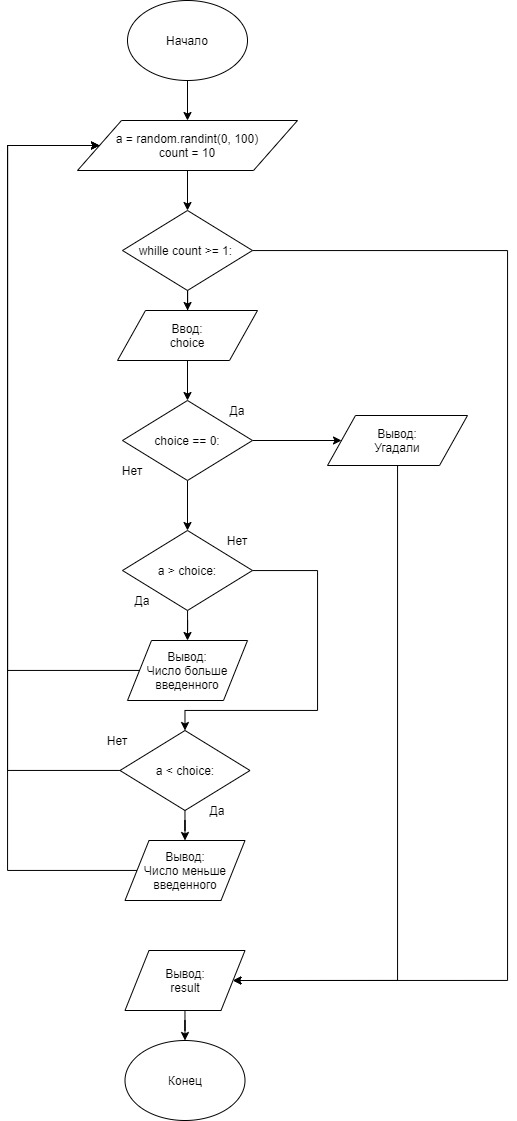 Начало
a = random.randint(0, 100)
count = 10
whille count >= 1:
Ввод:
choice
Да
choice == 0:
Вывод:
Угадали
Нет
Нет
a > choice:
Да
Вывод:
Число больше
введенного
Нет
a < choice:
Да
Вывод:
Число меньше
введенного
Вывод:
result
Конец